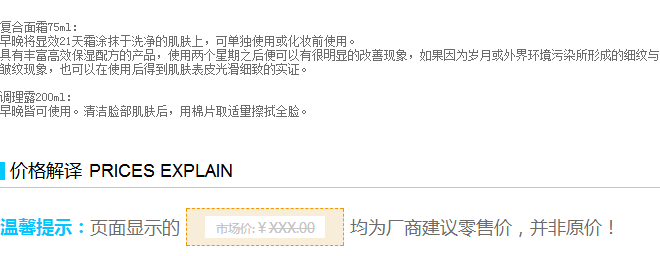 复合面霜75ml:
早晚将显效21天霜涂抹于洗净的肌肤上，可单独使用或化妆前使用。
具有丰富高效保湿配方的产品，使用两个星期之后便可以有很明显的改善现象，如果因为岁月或外界环境污染所形成的细纹与
皱纹现象，也可以在使用后得到肌肤表皮光滑细致的实证。
调理露200ml:
早晚皆可使用。清洁脸部肌肤后，用棉片取适量擦拭全脸。
价格解译 PRICES EXPLAIN
温馨提示：页面显示的 市场价:￥XXX.00 均为厂商建议零售价，并非原价！